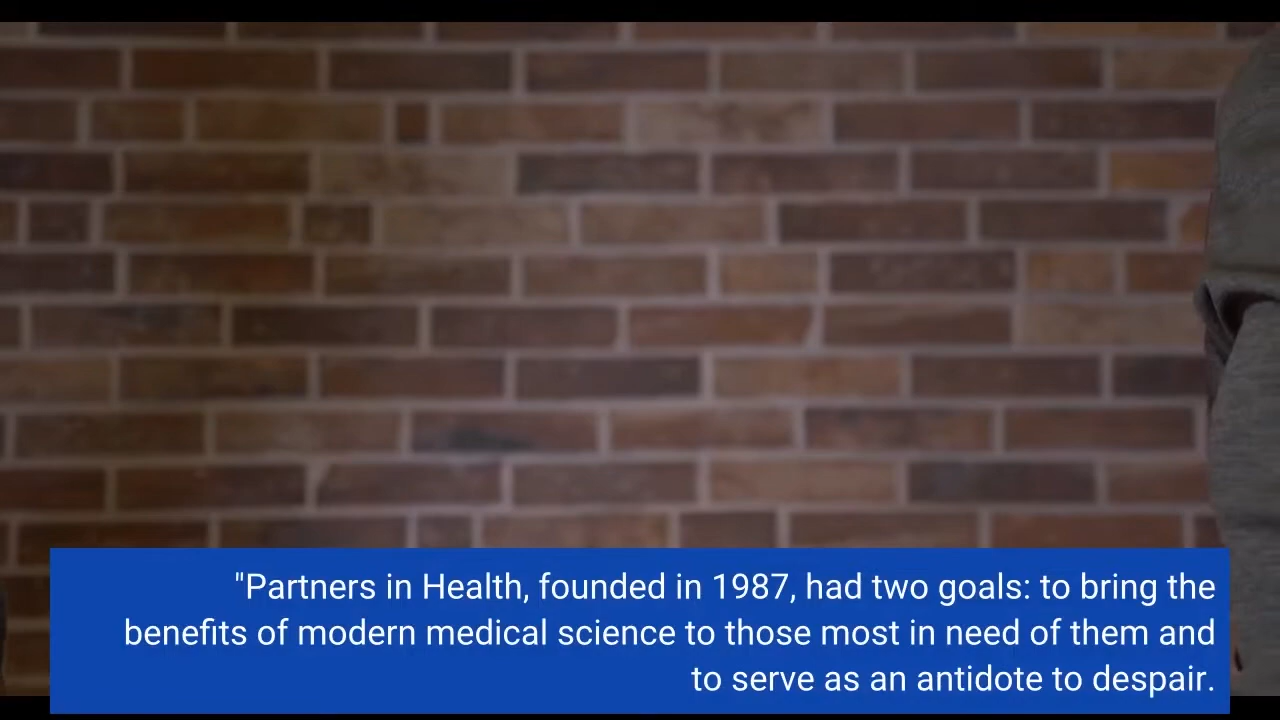 "Partners in Health, founded in 1987, had two goals: to bring the
benefits of modern medical science to those most in need of them and
to serve as an antidote to despair.